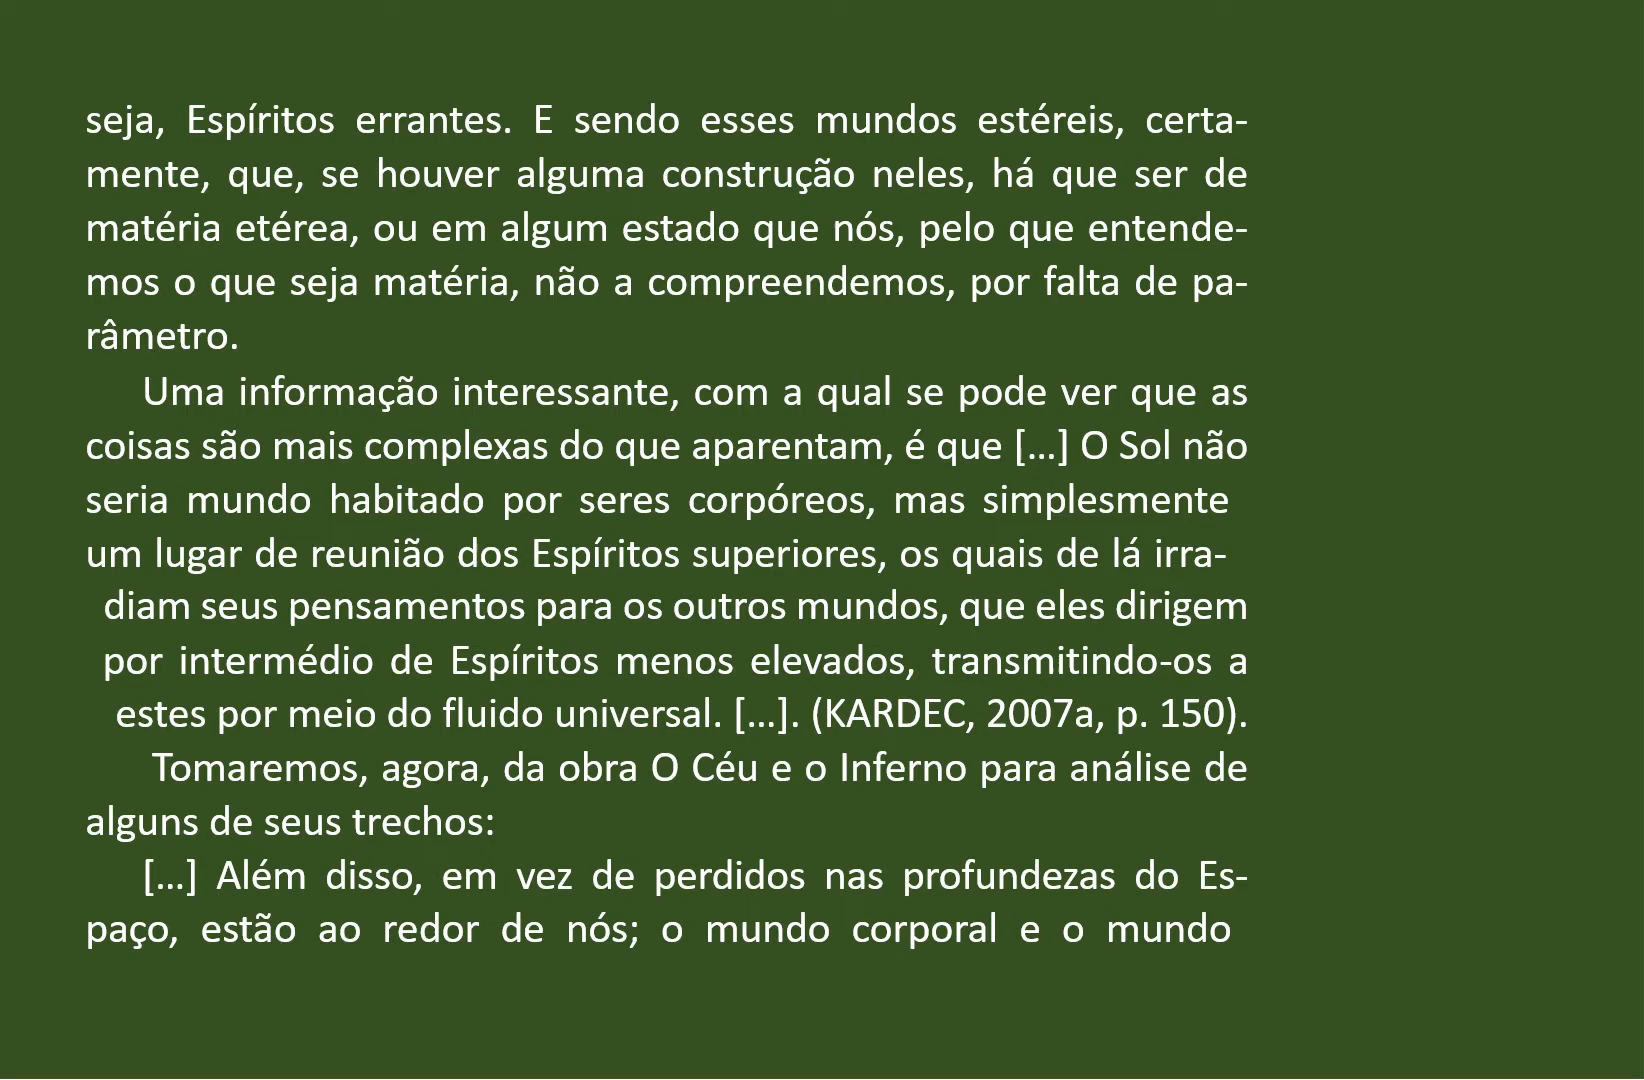 seja, Espíritos errantes. E sendo esses mundos estéreis, certa-
mente, que, se houver alguma construção neles, há que ser de
matéria etérea, ou em algum estado que nós, pelo que entende-
mos o que seja matéria, não a compreendemos, por falta de pa-
râmetro.
Uma informação interessante, com a qual se pode ver que as
coisas são mais complexas do que aparentam, é que [...] O Sol não
seria mundo habitado por seres corpóreos, mas simplesmente
um lugar de reunião dos Espíritos superiores, os quais de lá irra-
diam seus pensamentos para os outros mundos, que eles dirigem
por intermédio de Espíritos menos elevados, transmitindo-os a
estes por meio do fluido universal. [...]. (KARDEC, 2007a, p. 150).
Tomaremos, agora, da obra O Céu e o Inferno para análise de
alguns de seus trechos:
[...] Além disso, em vez de perdidos nas profundezas do Es-
paço, estão ao redor de nós; o mundo corporal e o mundo